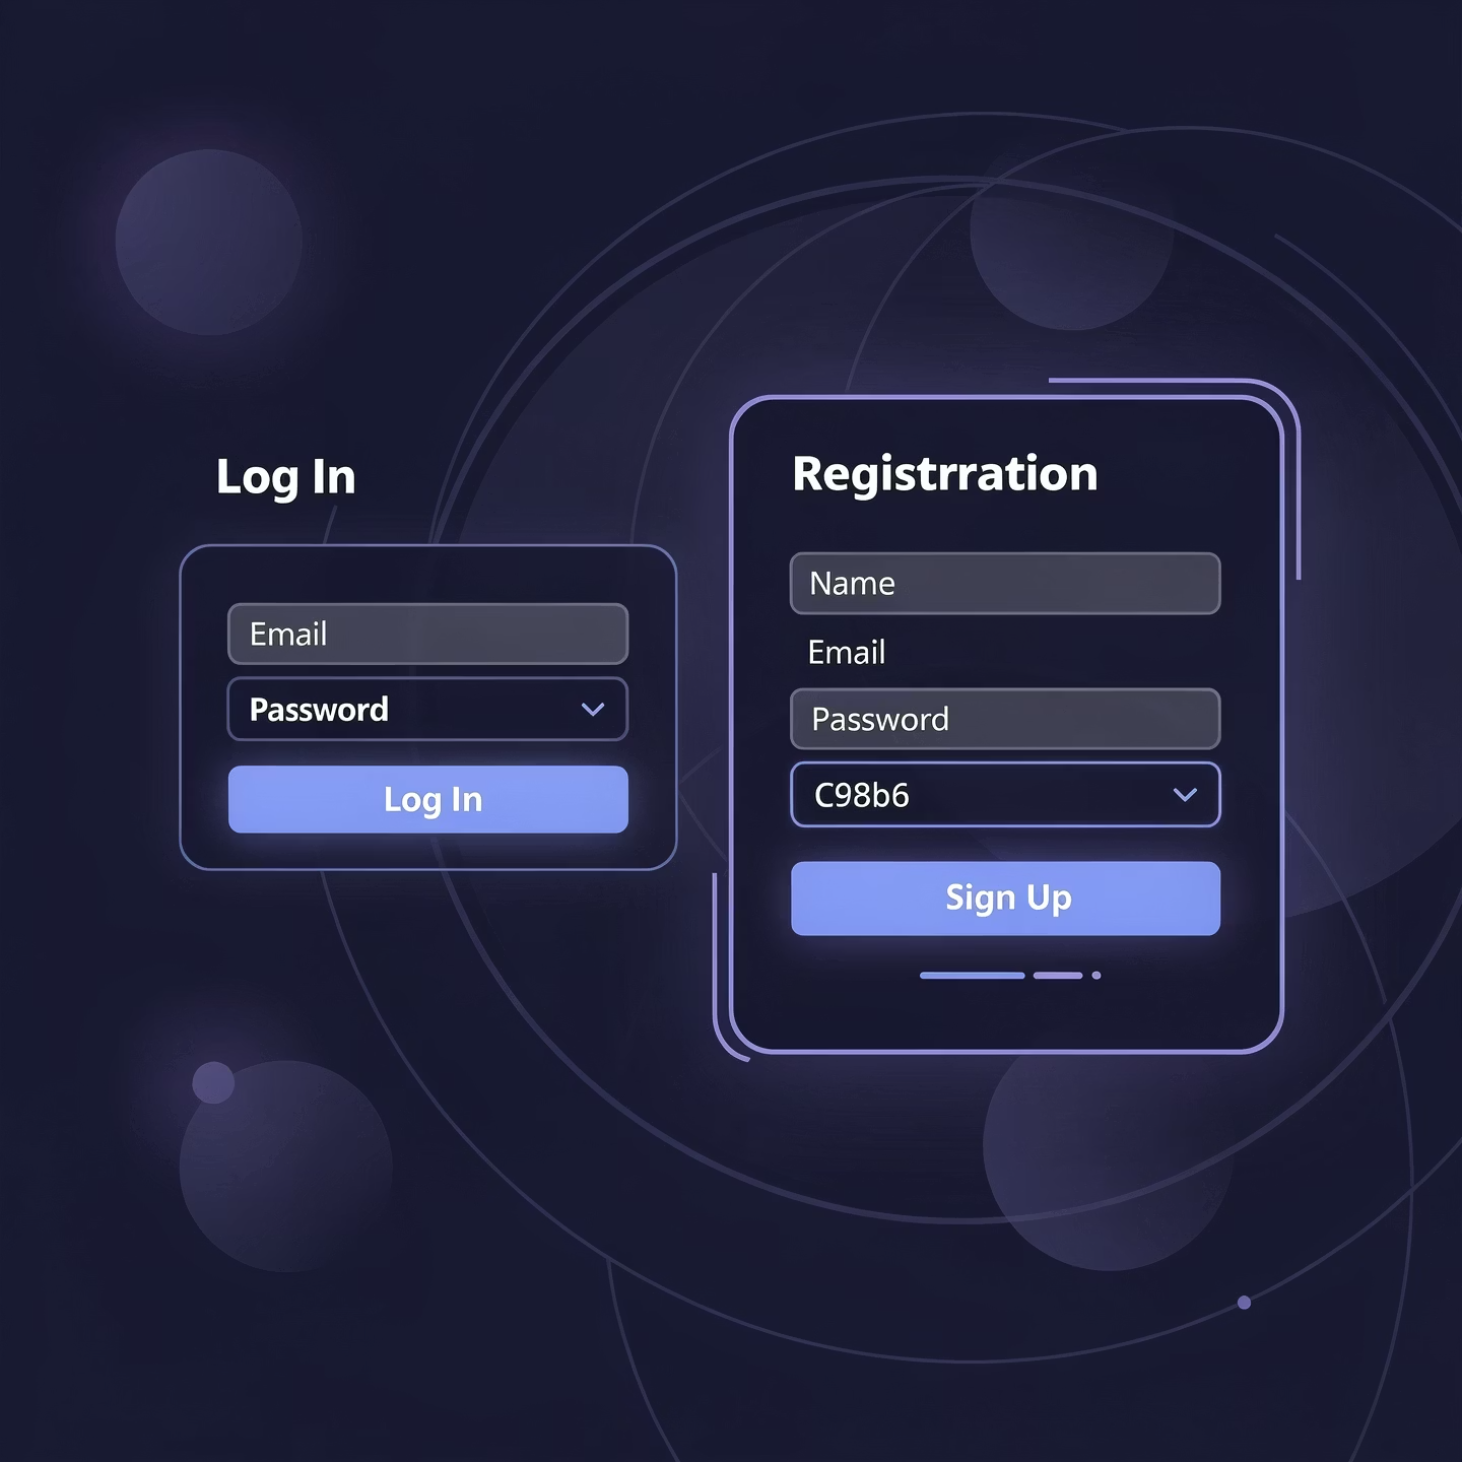 Log In
Email
Password
Log In
Registrration
Name
Email
Password
C98b6
Sign Up